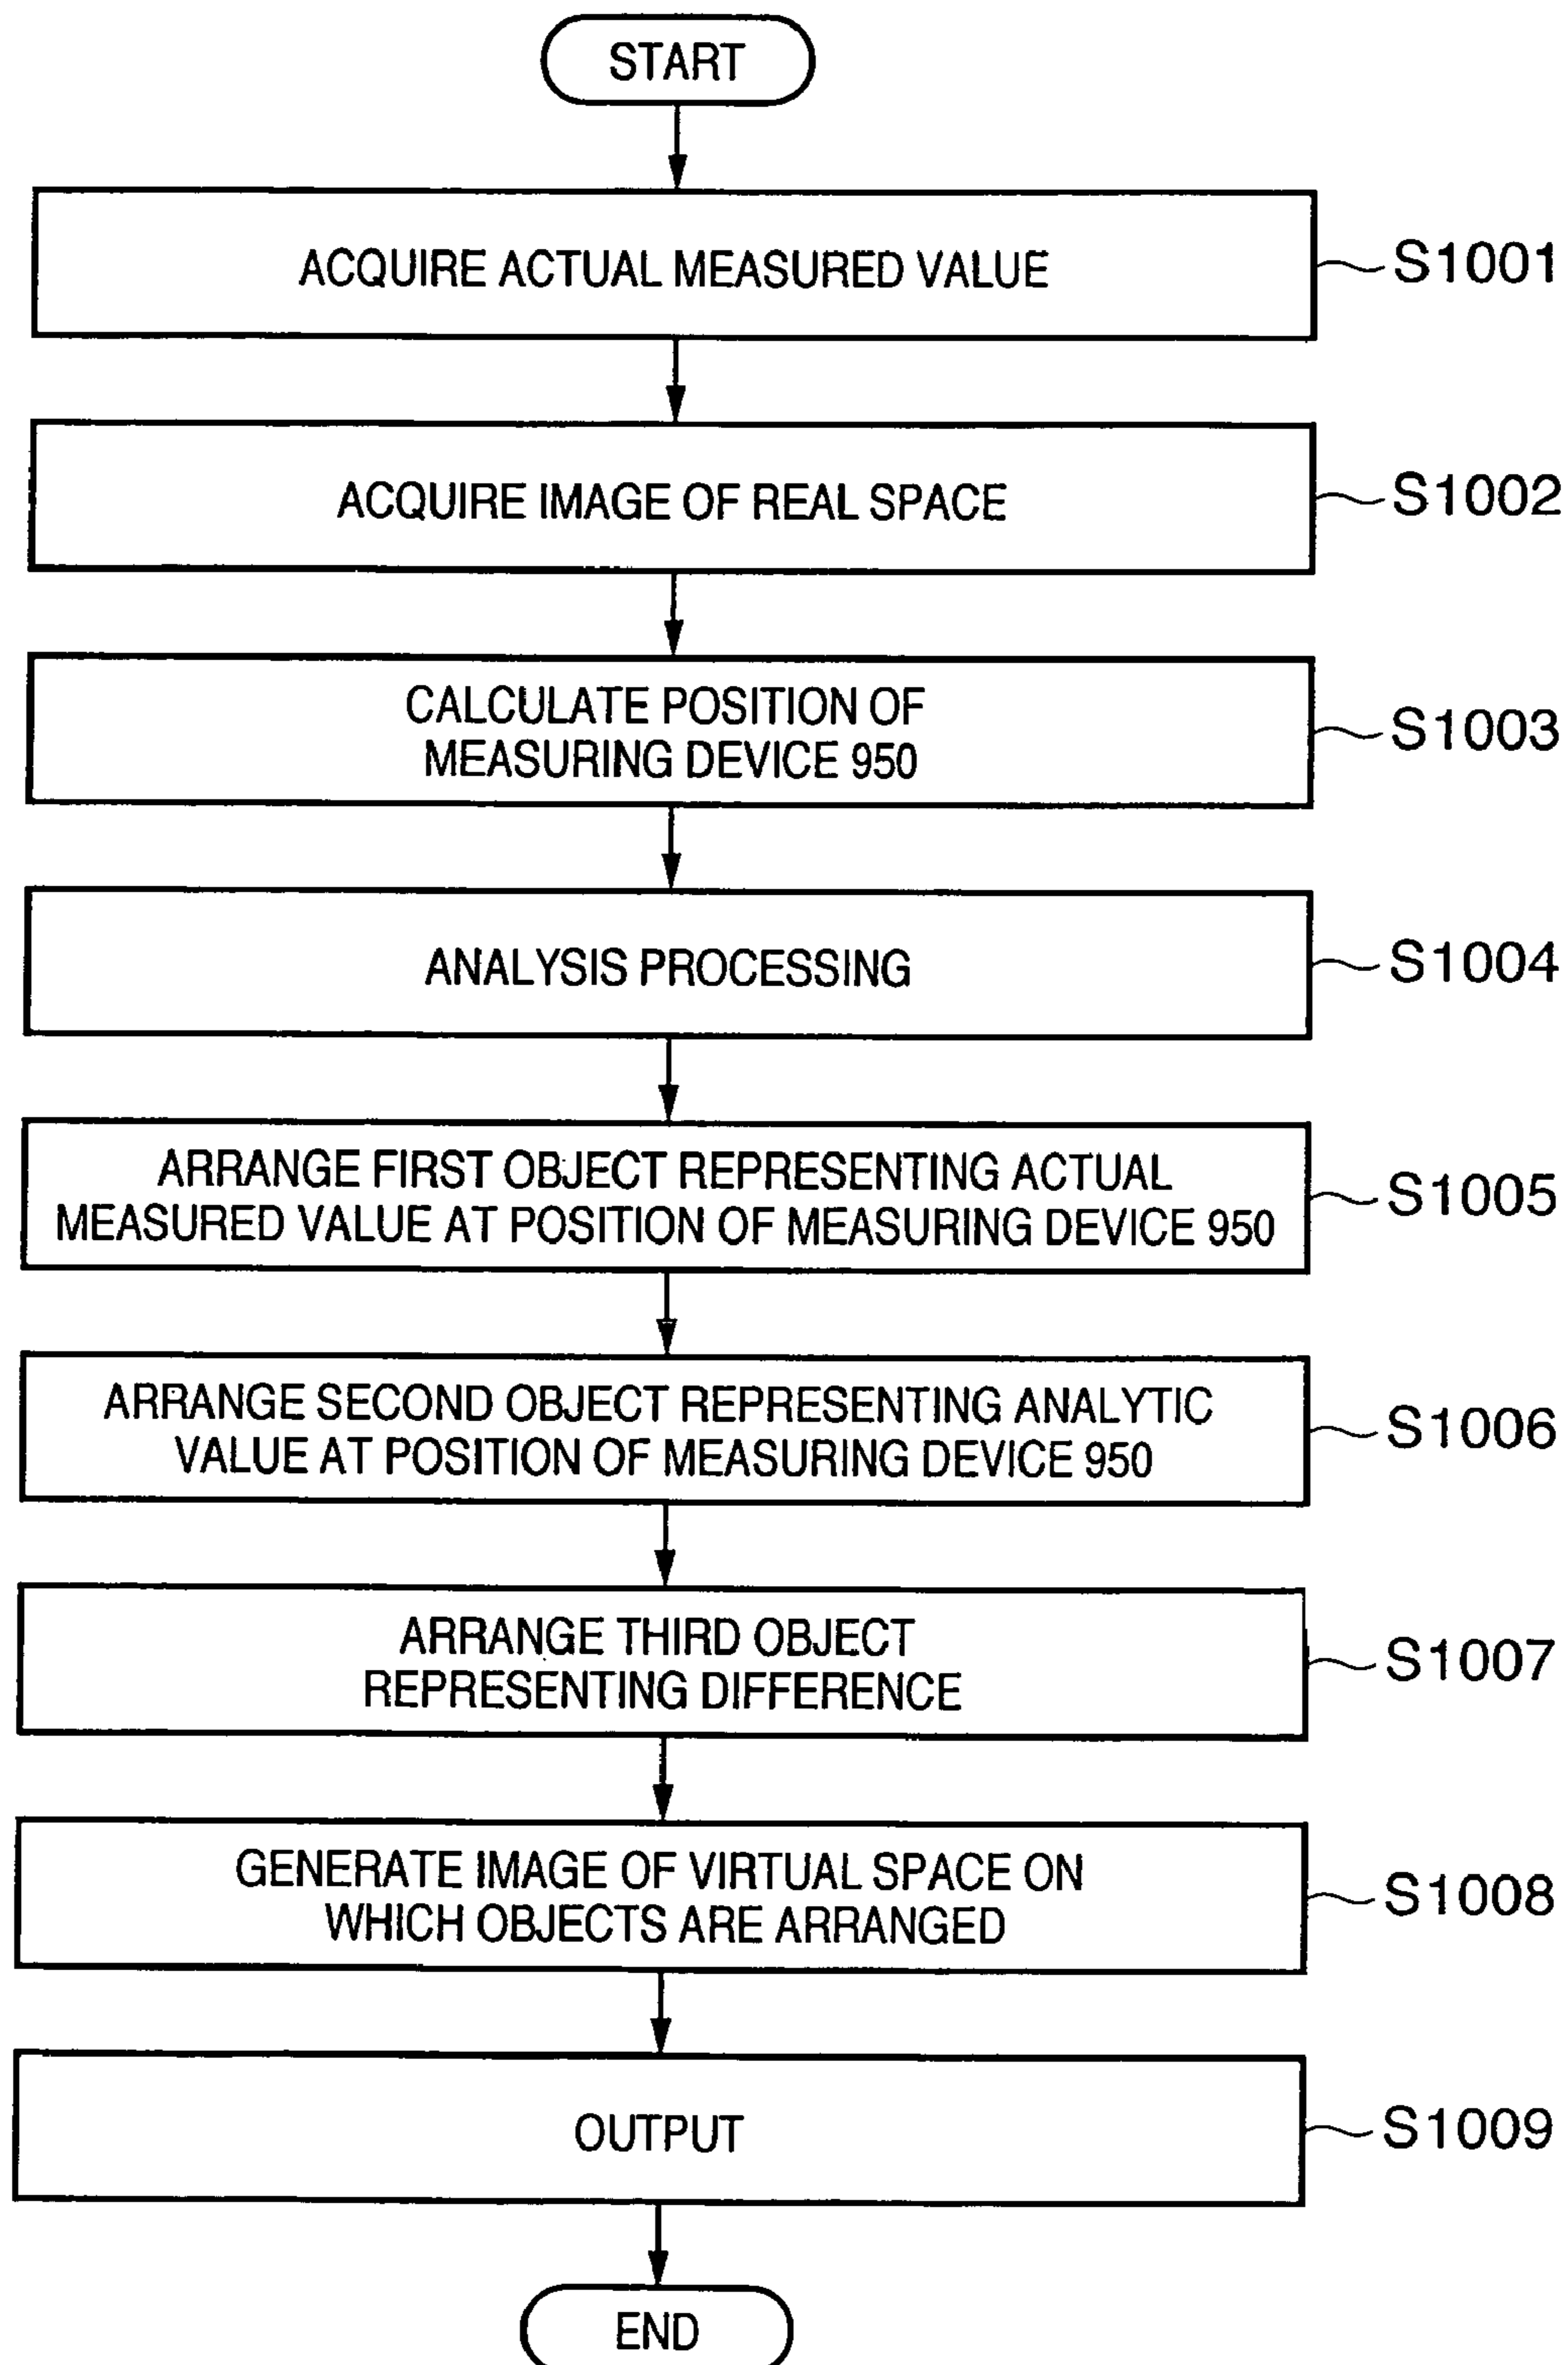 START
ACQUIRE ACTUAL MEASURED VALUE
S1001
ACQUIRE IMAGE OF REAL SPACE
S1002
CALCULATE POSITION OF
MEASURING DEVICE 950
S1003
ANALYSIS PROCESSING
S1004
ARRANGE FIRST OBJECT REPRESENTING ACTUAL
MEASURED VALUE AT POSITION OF MEASURING DEVICE 950
S1005
ARRANGE SECOND OBJECT REPRESENTING ANALYTIC
VALUE AT POSITION OF MEASURING DEVICE 950
S1006
ARRANGE THIRD OBJECT
REPRESENTING DIFFERENCE
S1007
GENERATE IMAGE OF VIRTUAL SPACE ON
WHICH OBJECTS ARE ARRANGED
S1008
OUTPUT
S1009
END